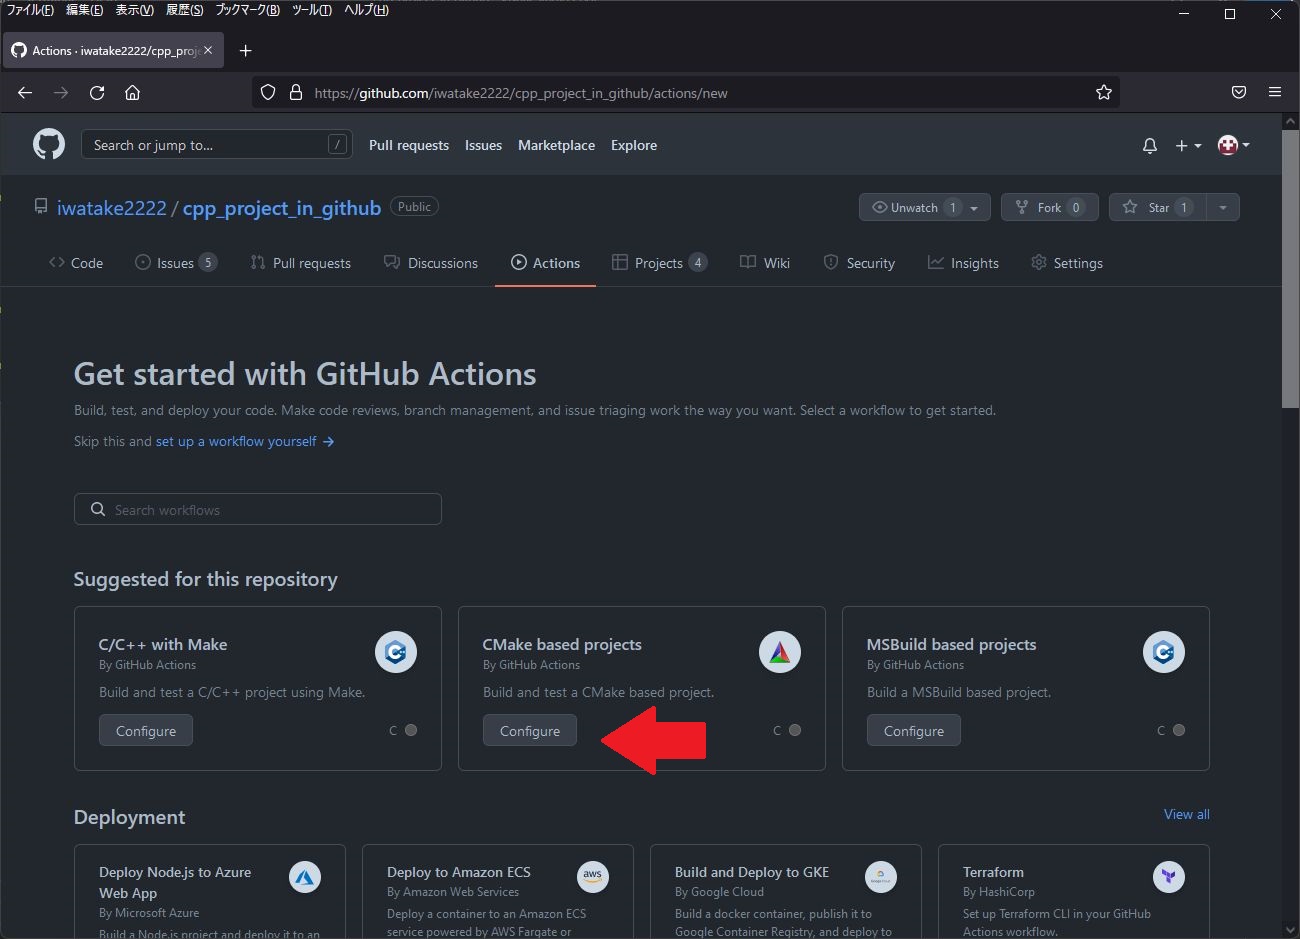 ファイル(F) 編集(E) 表示(V) 履歴(S) ブックマーク(B) ツール(T) ヘルプ(H)
Actions · iwatake2222/cpp_proj
https://github.com/iwatake2222/cpp_project_in_github/actions/new
Search or jump to... / Pull requests Issues Marketplace Explore
iwatake2222 / cpp_project_in_github Public Unwatch 1 Fork 0 Star 1
Code Issues 5 Pull requests Discussions Actions Projects 4 Wiki Security Insights Settings
Get started with GitHub Actions
Build, test, and deploy your code. Make code reviews, branch management, and issue triaging work the way you want. Select a workflow to get started.
Skip this and set up a workflow yourself →
Search workflows
Suggested for this repository
C/C++ with Make
By GitHub Actions
Build and test a C/C++ project using Make.
Configure C
CMake based projects
By GitHub Actions
Build and test a CMake based project.
Configure C
MSBuild based projects
By GitHub Actions
Build a MSBuild based project.
Configure C
Deployment View all
Deploy Node.js to Azure
Web App
By Microsoft Azure
Build a Node.js project and deploy it to an
Deploy to Amazon ECS
aws
By Amazon Web Services
Deploy a container to an Amazon ECS
service powered by AWS Fargate or
Build and Deploy to GKE
By Google Cloud
Build a docker container, publish it to
Google Container Registry, and deploy to
Terraform
By HashiCorp
Set up Terraform CLI in your GitHub
Actions workflow.